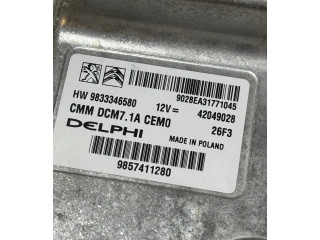 9028EA31771045
HW 9833346580 12V = 42049028
CMM DCM7.1A CEM0 26F3
DELPHI MADE IN POLAND
9857411280